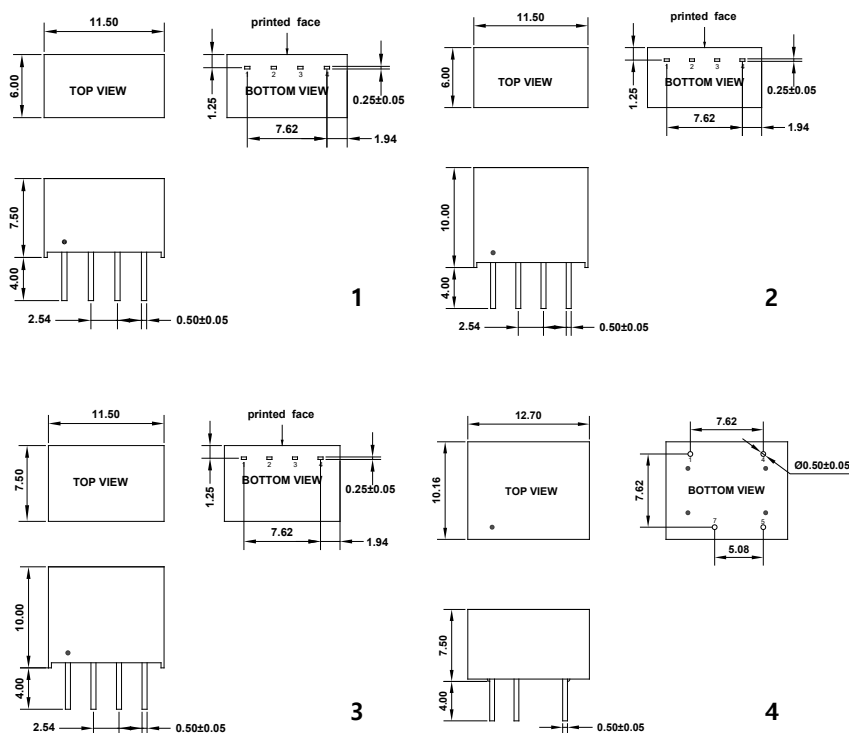 11.50
printed face
6.00
TOP VIEW
1.25
1 2 3 4
BOTTOM VIEW
0.25±0.05
7.62
1.94
7.50
4.00
2.54
0.50±0.05
1
11.50
printed face
6.00
TOP VIEW
1.25
1 2 3 4
BOTTOM VIEW
0.25±0.05
7.62
1.94
10.00
4.00
2.54
0.50±0.05
2
11.50
printed face
7.50
TOP VIEW
1.25
1 2 3 4
BOTTOM VIEW
0.25±0.05
7.62
1.94
10.00
4.00
2.54
0.50±0.05
3
12.70
7.62
10.16
TOP VIEW
1 4
Ø0.50±0.05
7.62
BOTTOM VIEW
7 5
5.08
7.50
4.00
0.50±0.05
4